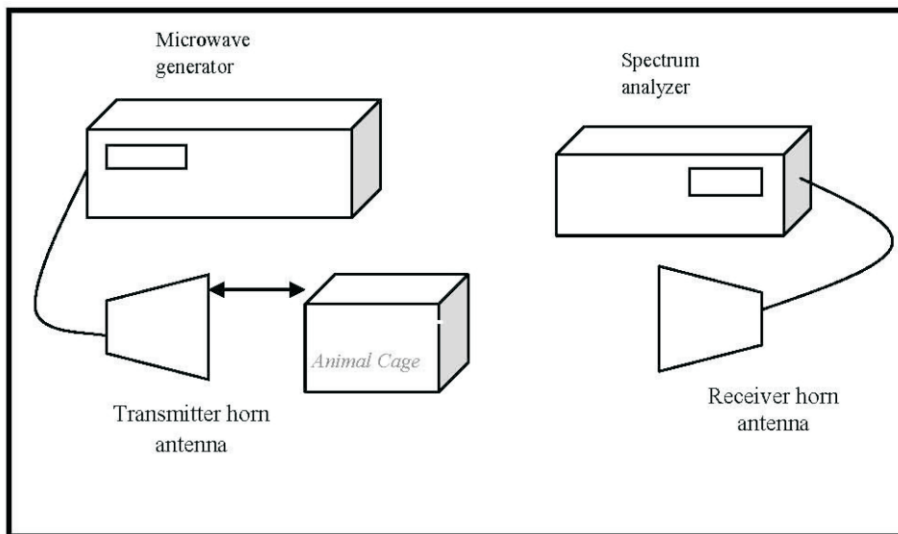 Microwave
generator
Spectrum
analyzer
Animal Cage
Transmitter horn
antenna
Receiver horn
antenna